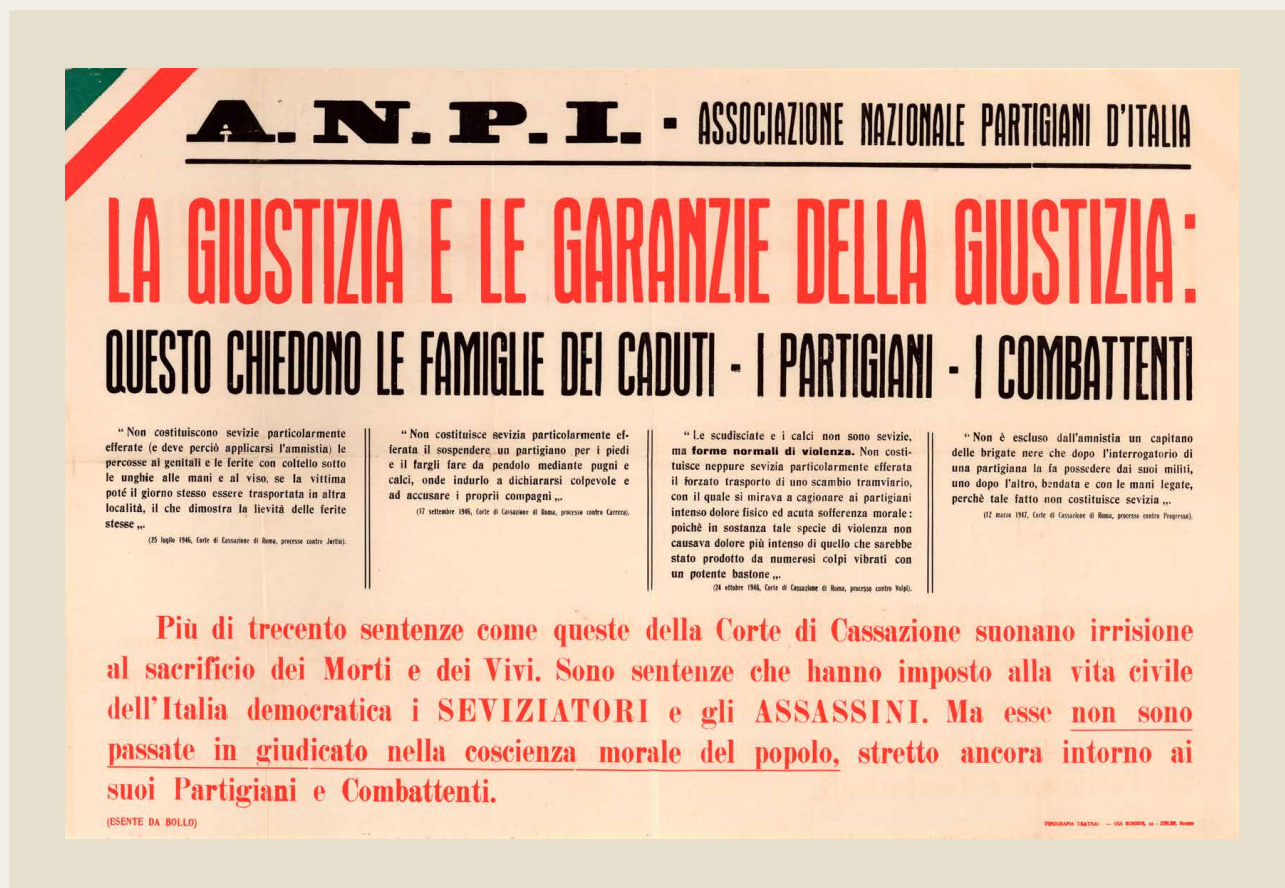 A.N.P.I. - ASSOCIAZIONE NAZIONALE PARTIGIANI D'ITALIA
LA GIUSTIZIA E LE GARANZIE DELLA GIUSTIZIA:
QUESTO CHIEDONO LE FAMIGLIE DEI CADUTI - I PARTIGIANI - I COMBATTENTI
“ Non costituiscono sevizie particolarmente
efferate (e deve perciò applicarsi l'amnistia) le
percosse ai genitali e le ferite con coltello sotto
le unghie alle mani e al viso, se la vittima
poté il giorno stesso essere trasportata in altra
località, il che dimostra la lievità delle ferite
stesse „.
(25 luglio 1946, Corte di Cassazione di Roma, processo contro).
“ Non costituisce sevizia particolarmente ef-
ferata il sospendere un partigiano per i piedi
e il fargli fare da pendolo mediante pugni e
calci, onde indurlo a dichiararsi colpevole e
ad accusare i proprii compagni „.
(17 settembre 1946, Corte di Cassazione di Roma, processo contro Carrera).
“ Le scudisciate e i calci non sono sevizie,
ma forme normali di violenza. Non costi-
tuisce neppure sevizia particolarmente efferata
il forzato trasporto di uno scambio tramviario,
con il quale si mirava a cagionare ai partigiani
intenso dolore fisico ed acuta sofferenza morale :
poichè in sostanza tale specie di violenza non
causava dolore più intenso di quello che sarebbe
stato prodotto da numerosi colpi vibrati con
un potente bastone „.
(24 ottobre 1946, Corte di Cassazione di Roma, processo contro Volpi).
“ Non è escluso dall'amnistia un capitano
delle brigate nere che dopo l'interrogatorio di
una partigiana la fa possedere dai suoi militi,
uno dopo l'altro, bendata e con le mani legate,
perchè tale fatto non costituisce sevizia „.
(12 marzo 1947, Corte di Cassazione di Roma, processo contro Progresso).
Più di trecento sentenze come queste della Corte di Cassazione suonano irrisione
al sacrificio dei Morti e dei Vivi. Sono sentenze che hanno imposto alla vita civile
dell'Italia democratica i SEVIZIATORI e gli ASSASSINI. Ma esse non sono
passate in giudicato nella coscienza morale del popolo, stretto ancora intorno ai
suoi Partigiani e Combattenti.
(ESENTE DA BOLLO)
TIPOGRAFIA - VIA